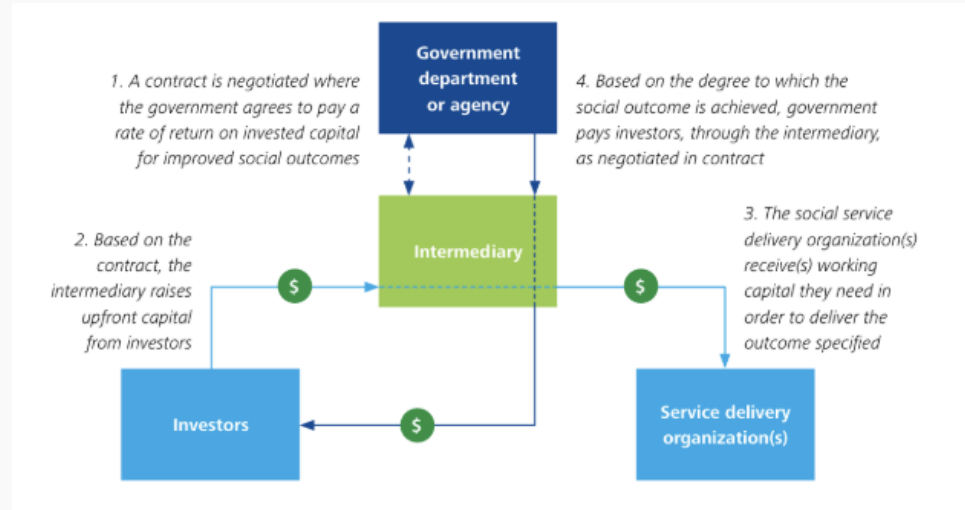 Government
department
or agency
1. A contract is negotiated where
the government agrees to pay a
rate of return on invested capital
for improved social outcomes
4. Based on the degree to which the
social outcome is achieved, government
pays investors, through the intermediary,
as negotiated in contract
Intermediary
2. Based on the
contract, the
intermediary raises
upfront capital
from investors
3. The social service
delivery organization(s)
receive(s) working
capital they need in
order to deliver the
outcome specified
$
$
Investors
$
Service delivery
organization(s)